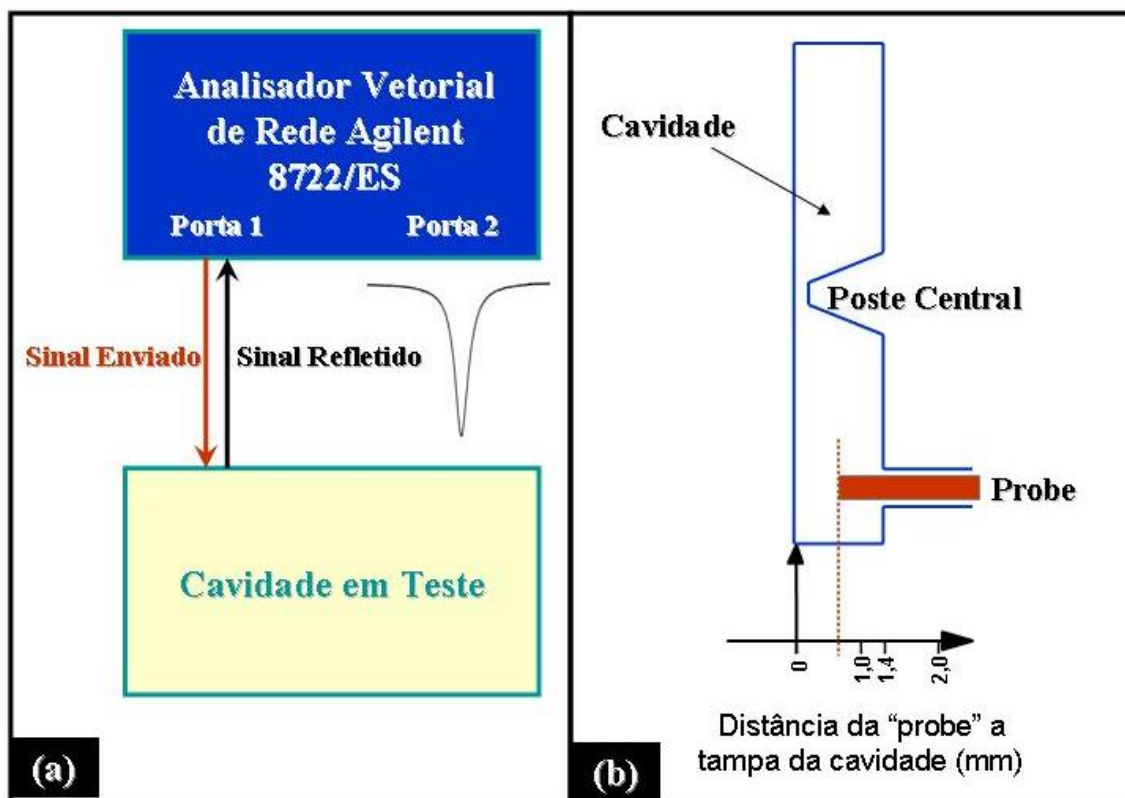 Analisador Vetorial
de Rede Agilent
8722/ES
Porta 1
Porta 2
Sinal Enviado
Sinal Refletido
Cavidade em Teste
(a)
Cavidade
Poste Central
Probe
0
1,0
1,4
2,0
Distância da “probe” a
tampa da cavidade (mm)
(b)